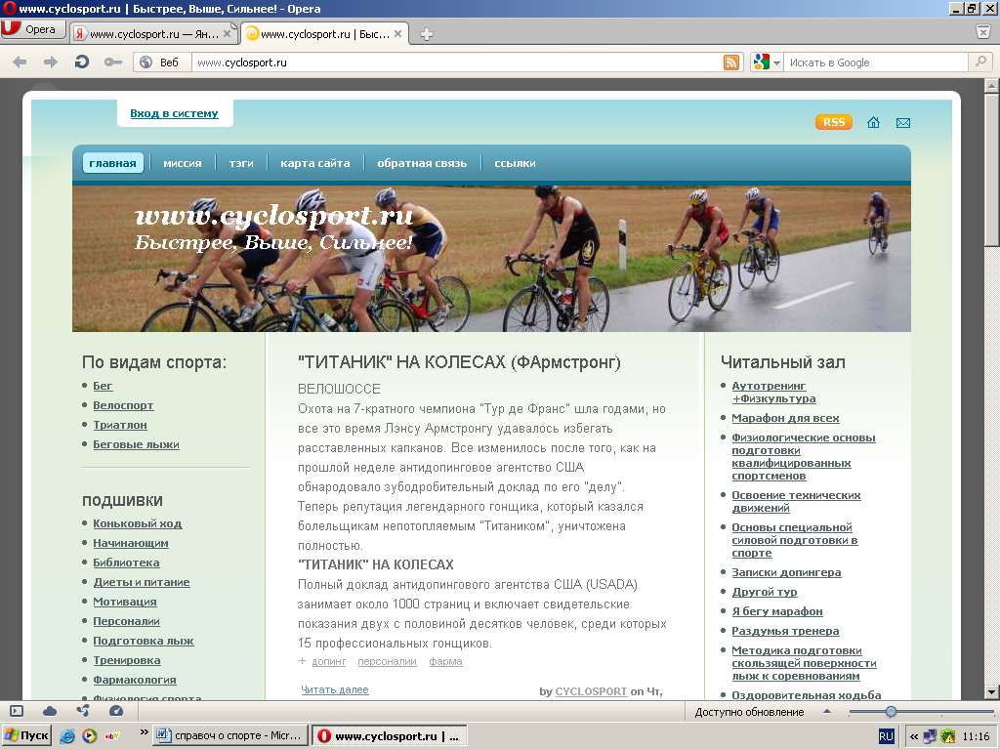 www.cyclosport.ru | Быстрее, Выше, Сильнее! - Opera
Opera
www.cyclosport.ru — Ян...
www.cyclosport.ru | Быс...
Веб
www.cyclosport.ru
Искать в Google
Вход в систему
RSS
главная
миссия
тэги
карта сайта
обратная связь
ссылки
www.cyclosport.ru
Быстрее, Выше, Сильнее!
По видам спорта:
Бег
Велоспорт
Триатлон
Беговые лыжи
подшивки
Коньковый ход
Начинающим
Библиотека
Диеты и питание
Мотивация
Персоналии
Подготовка лыж
Тренировка
Фармакология
Физиология спорта
"ТИТАНИК" НА КОЛЕСАХ (ФАрмстронг)
ВЕЛОШОССЕ
Охота на 7-кратного чемпиона "Тур де Франс" шла годами, но
все это время Лэнсу Армстронгу удавалось избегать
расставленных капканов. Все изменилось после того, как на
прошлой неделе антидопинговое агентство США
обнародовало зубодробительный доклад по его "делу".
Теперь репутация легендарного гонщика, который казался
болельщикам непотопляемым "Титаником", уничтожена
полностью.
"ТИТАНИК" НА КОЛЕСАХ
Полный доклад антидопингового агентства США (USADA)
занимает около 1000 страниц и включает свидетельские
показания двух с половиной десятков человек, среди которых
15 профессиональных гонщиков.
+ допинг персоналии фарма
Читать далее
by CYCLOSPORT on Чт,
Читальный зал
Аутотренинг
+Физкультура
Марафон для всех
Физиологические основы
подготовки
квалифицированных
спортсменов
Освоение технических
движений
Основы специальной
силовой подготовки в
спорте
Записки допингера
Другой тур
Я бегу марафон
Раздумья тренера
Методика подготовки
скользящей поверхности
лыж к соревнованиям
Оздоровительная ходьба
Доступно обновление
Пуск
»
справоч о спорте - Micr...
www.cyclosport.ru | ...
RU
«
11:16